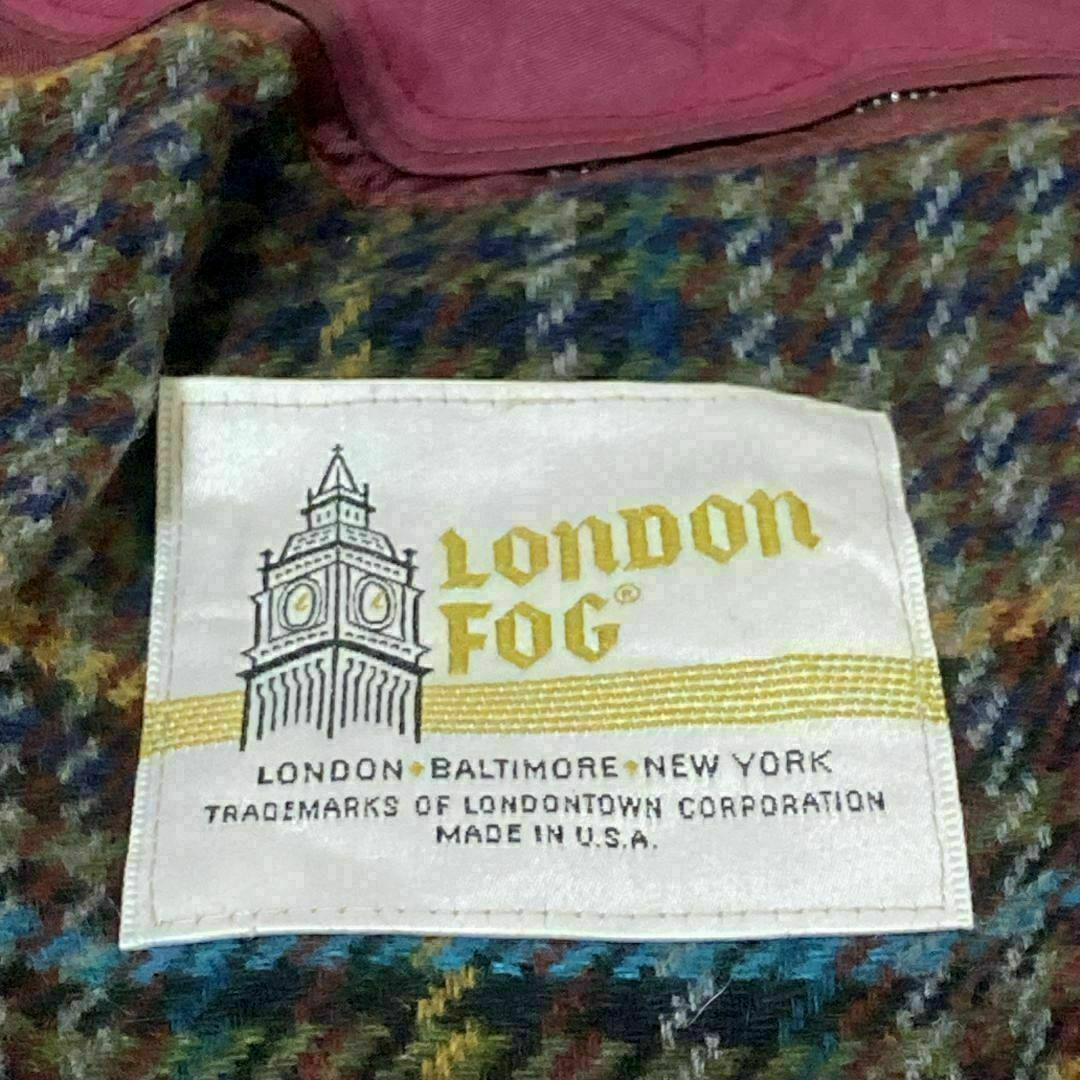 LONDON
FOG®
LONDON BALTIMORE NEW YORK
TRADEMARKS OF LONDONTOWN CORPORATION
MADE IN U.S.A.